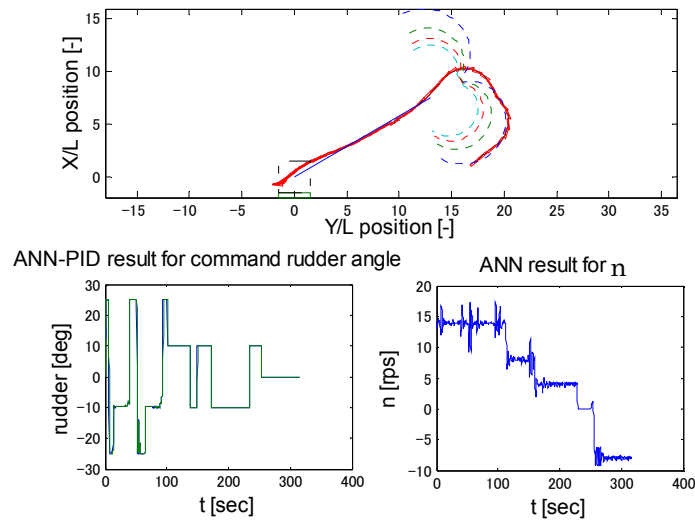 15
10
5
0
X/L position [-]
−15 −10 −5 0 5 10 15 20 25 30 35
Y/L position [-]
ANN-PID result for command rudder angle
30
20
10
0
-10
-20
-30
rudder [deg]
0 100 200 300 400
t [sec]
ANN result for n
20
15
10
5
0
-5
-10
n [rps]
0 100 200 300 400
t [sec]